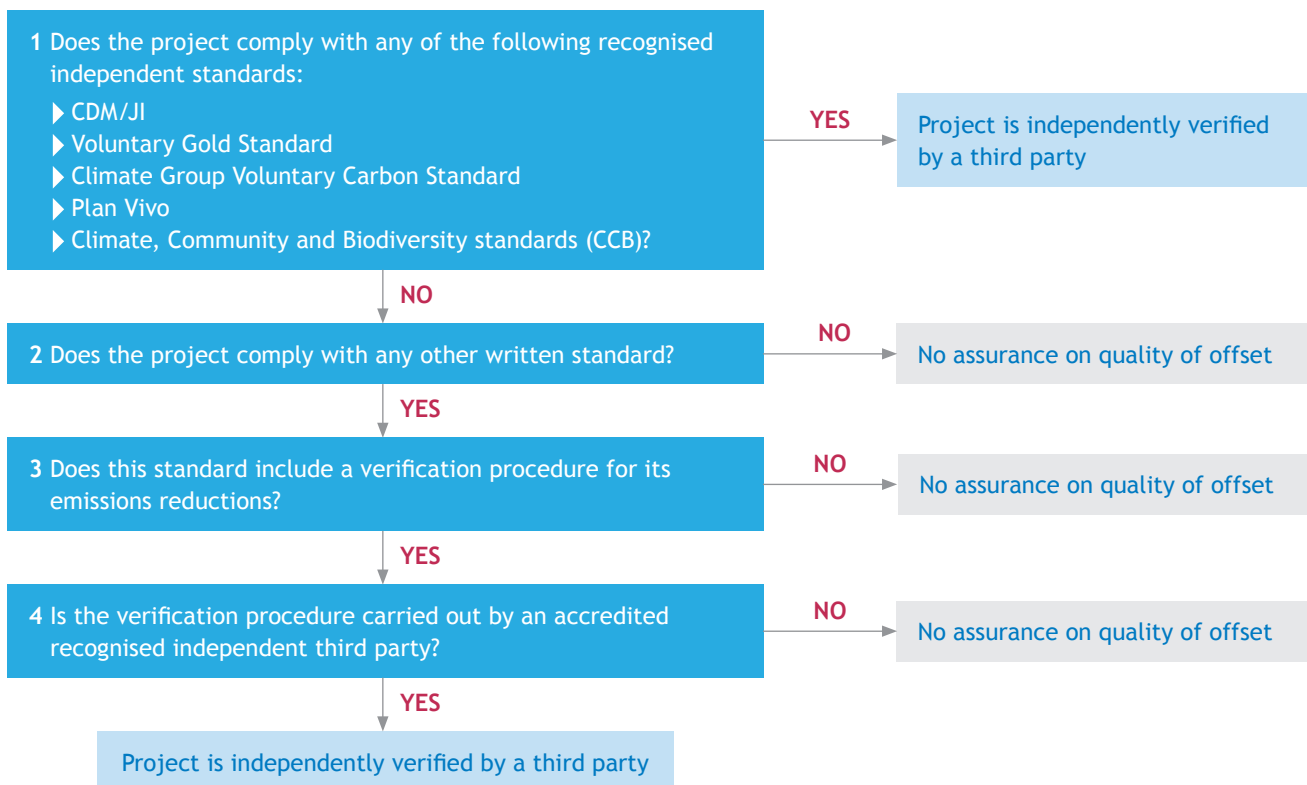 1 Does the project comply with any of the following recognised
independent standards:
CDM/JI
Voluntary Gold Standard
Climate Group Voluntary Carbon Standard
Plan Vivo
Climate, Community and Biodiversity standards (CCB)?
YES
Project is independently verified
by a third party
NO
2 Does the project comply with any other written standard?
NO
No assurance on quality of offset
YES
3 Does this standard include a verification procedure for its
emissions reductions?
NO
No assurance on quality of offset
YES
4 Is the verification procedure carried out by an accredited
recognised independent third party?
NO
No assurance on quality of offset
YES
Project is independently verified by a third party